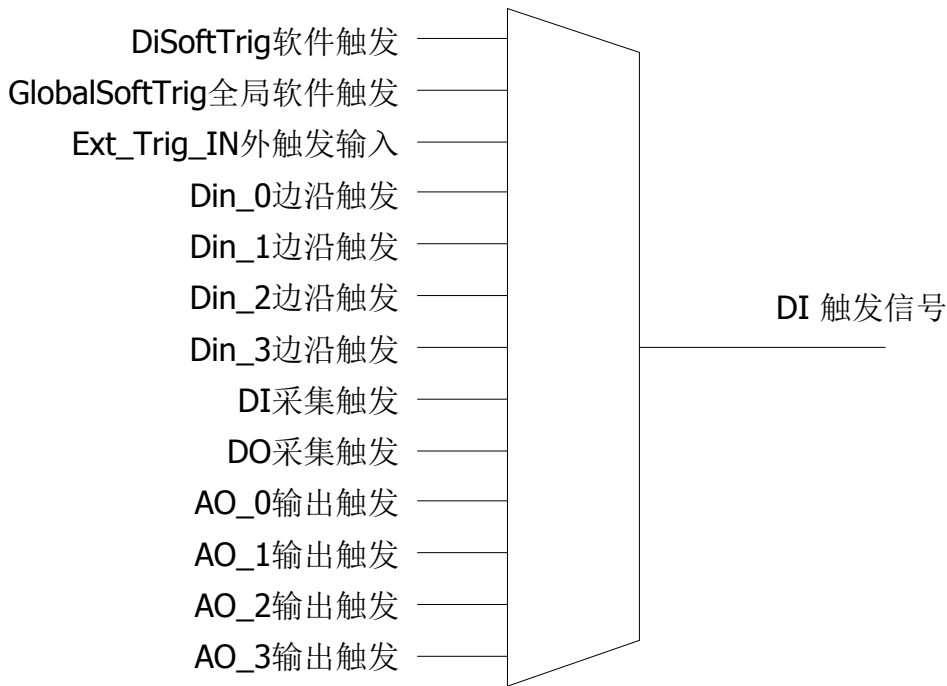 DiSoftTrig软件触发
GlobalSoftTrig全局软件触发
Ext_Trig_IN外触发输入
Din_0边沿触发
Din_1边沿触发
Din_2边沿触发
Din_3边沿触发
DI采集触发
DO采集触发
AO_0输出触发
AO_1输出触发
AO_2输出触发
AO_3输出触发
DI 触发信号